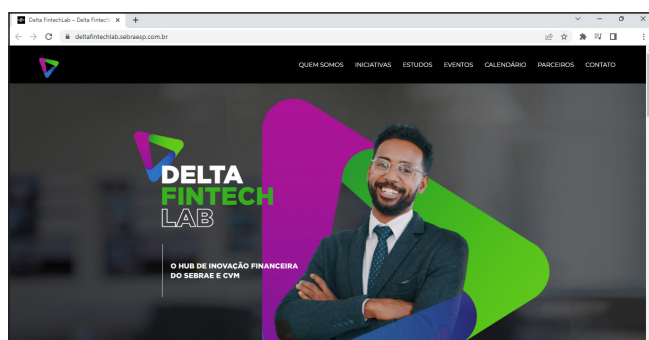 Delta FintechLab – Delta Fintech
deltafintechlab.sebraesp.com.br
QUEM SOMOS INICIATIVAS ESTUDOS EVENTOS CALENDÁRIO PARCEIROS CONTATO
DELTA
FINTECH
LAB
O HUB DE INOVAÇÃO FINANCEIRA
DO SEBRAE E CVM